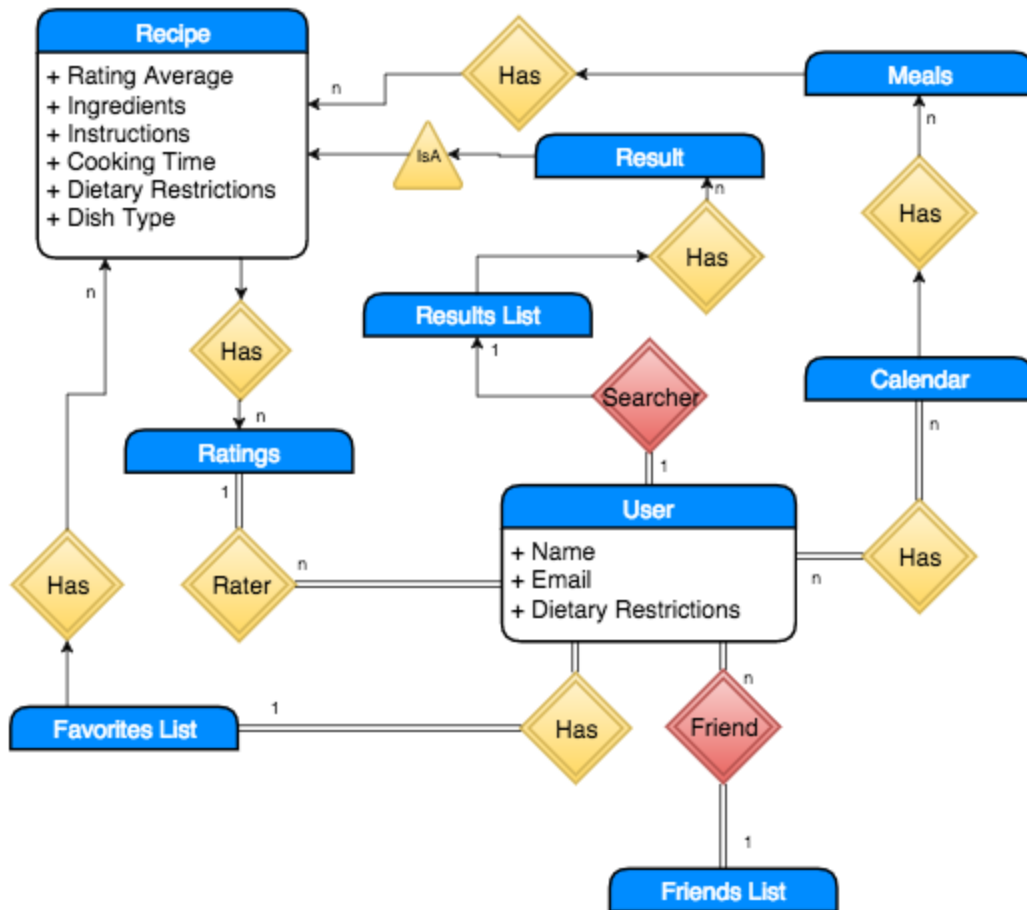 Recipe
+ Rating Average
+ Ingredients
+ Instructions
+ Cooking Time
+ Dietary Restrictions
+ Dish Type
n
Has
Meals
IsA
Result
n
n
Has
Has
n
Results List
1
Has
n
Searcher
Calendar
n
Ratings
1
1
User
+ Name
+ Email
+ Dietary Restrictions
n
Has
Has
Rater
n
n
Favorites List
1
Has
Friend
1
Friends List